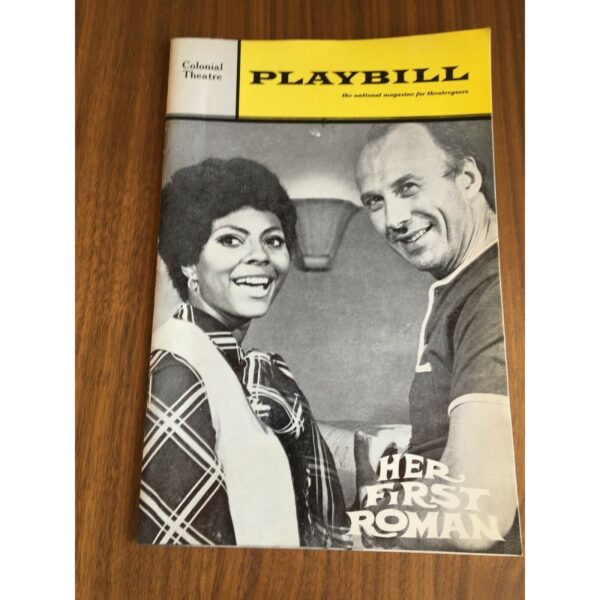 Colonial
Theatre
PLAYBILL
the national magazine for theatregoers
HER
FiRST
ROMAN